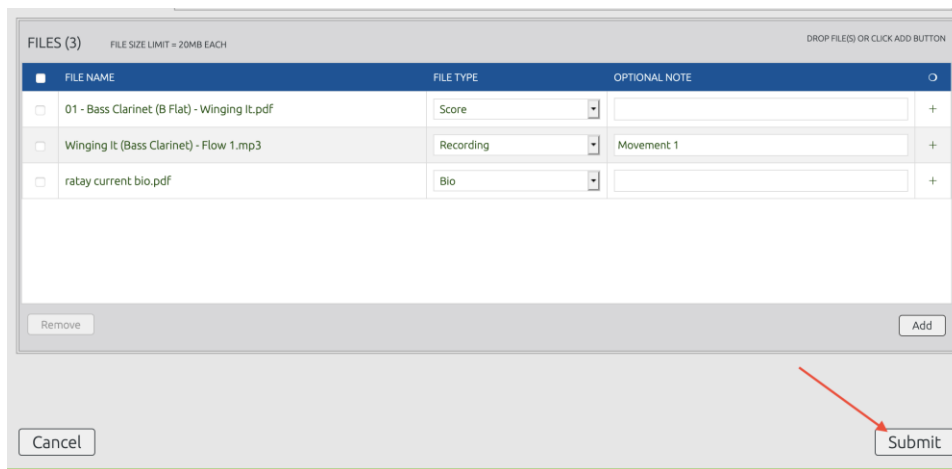 FILES (3) FILE SIZE LIMIT = 20MB EACH DROP FILE(S) OR CLICK ADD BUTTON
FILE NAME FILE TYPE OPTIONAL NOTE
01 - Bass Clarinet (B Flat) - Winging It.pdf Score +
Winging It (Bass Clarinet) - Flow 1.mp3 Recording Movement 1 +
ratay current bio.pdf Bio +
Remove Add
Cancel Submit